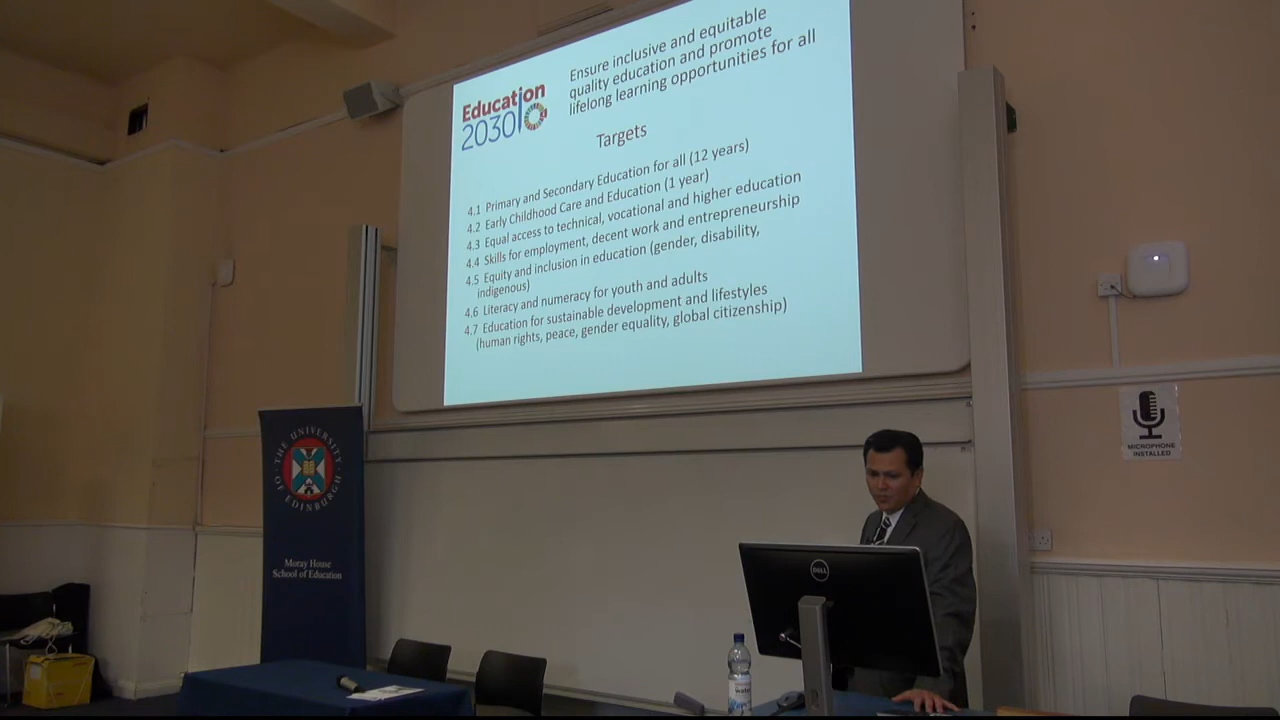 Ensure inclusive and equitable
quality education and promote
lifelong learning opportunities for all
Education
2030
Targets
4.1 Primary and Secondary Education for all (12 years)
4.2 Early Childhood Care and Education (1 year)
4.3 Equal access to technical, vocational and higher education
4.4 Skills for employment, decent work and entrepreneurship
4.5 Equity and inclusion in education (gender, disability,
indigenous)
4.6 Literacy and numeracy for youth and adults
4.7 Education for sustainable development and lifestyles
(human rights, peace, gender equality, global citizenship)
MICROPHONE
INSTALLED
THE UNIVERSITY
OF EDINBURGH
Moray House
School of Education
DELL
water